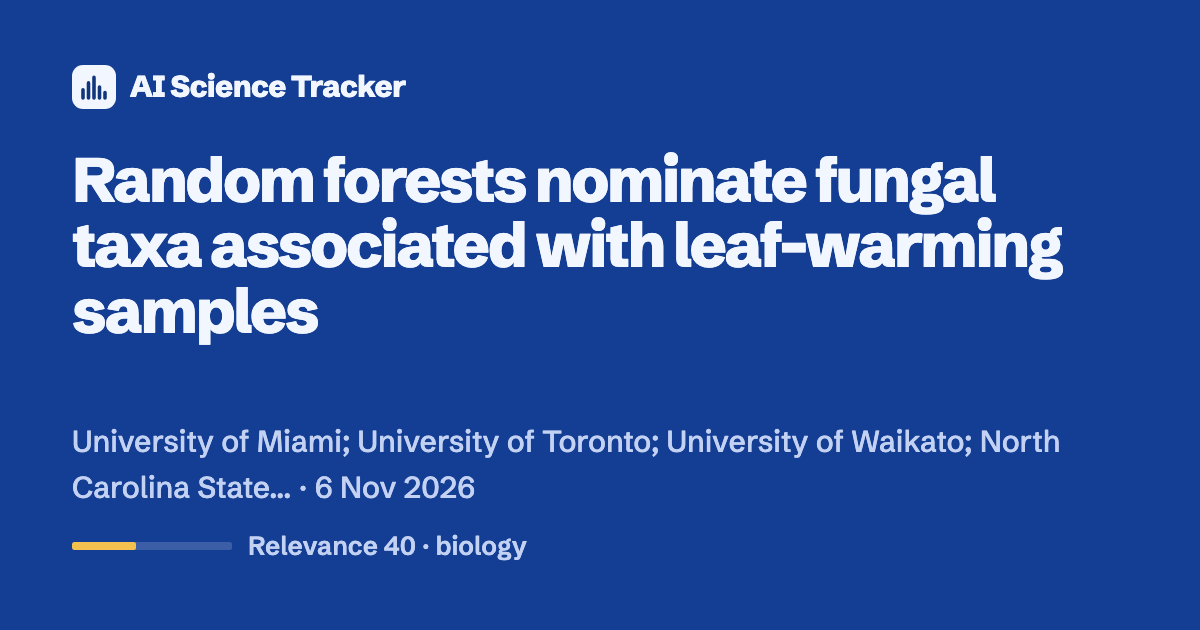 AI Science Tracker
Random forests nominate fungal
taxa associated with leaf-warming
samples
University of Miami; University of Toronto; University of Waikato; North
Carolina State... · 6 Nov 2026
Relevance 40 · biology